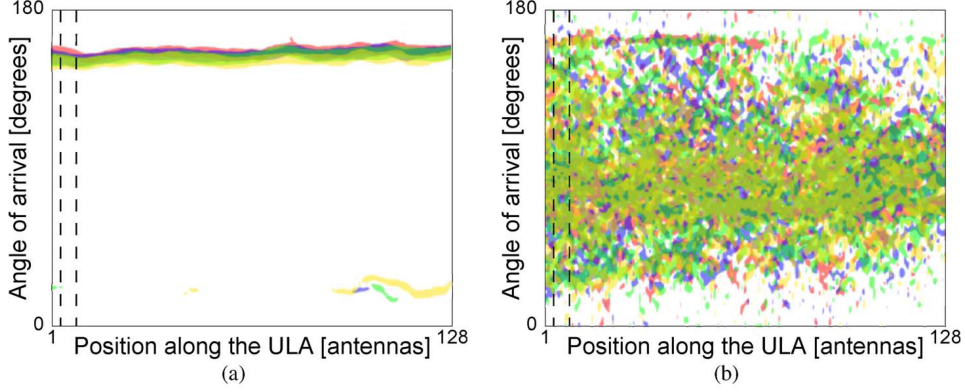 180
Angle of arrival [degrees]
0
1
Position along the ULA [antennas]
128
(a)
180
Angle of arrival [degrees]
0
1
Position along the ULA [antennas]
128
(b)